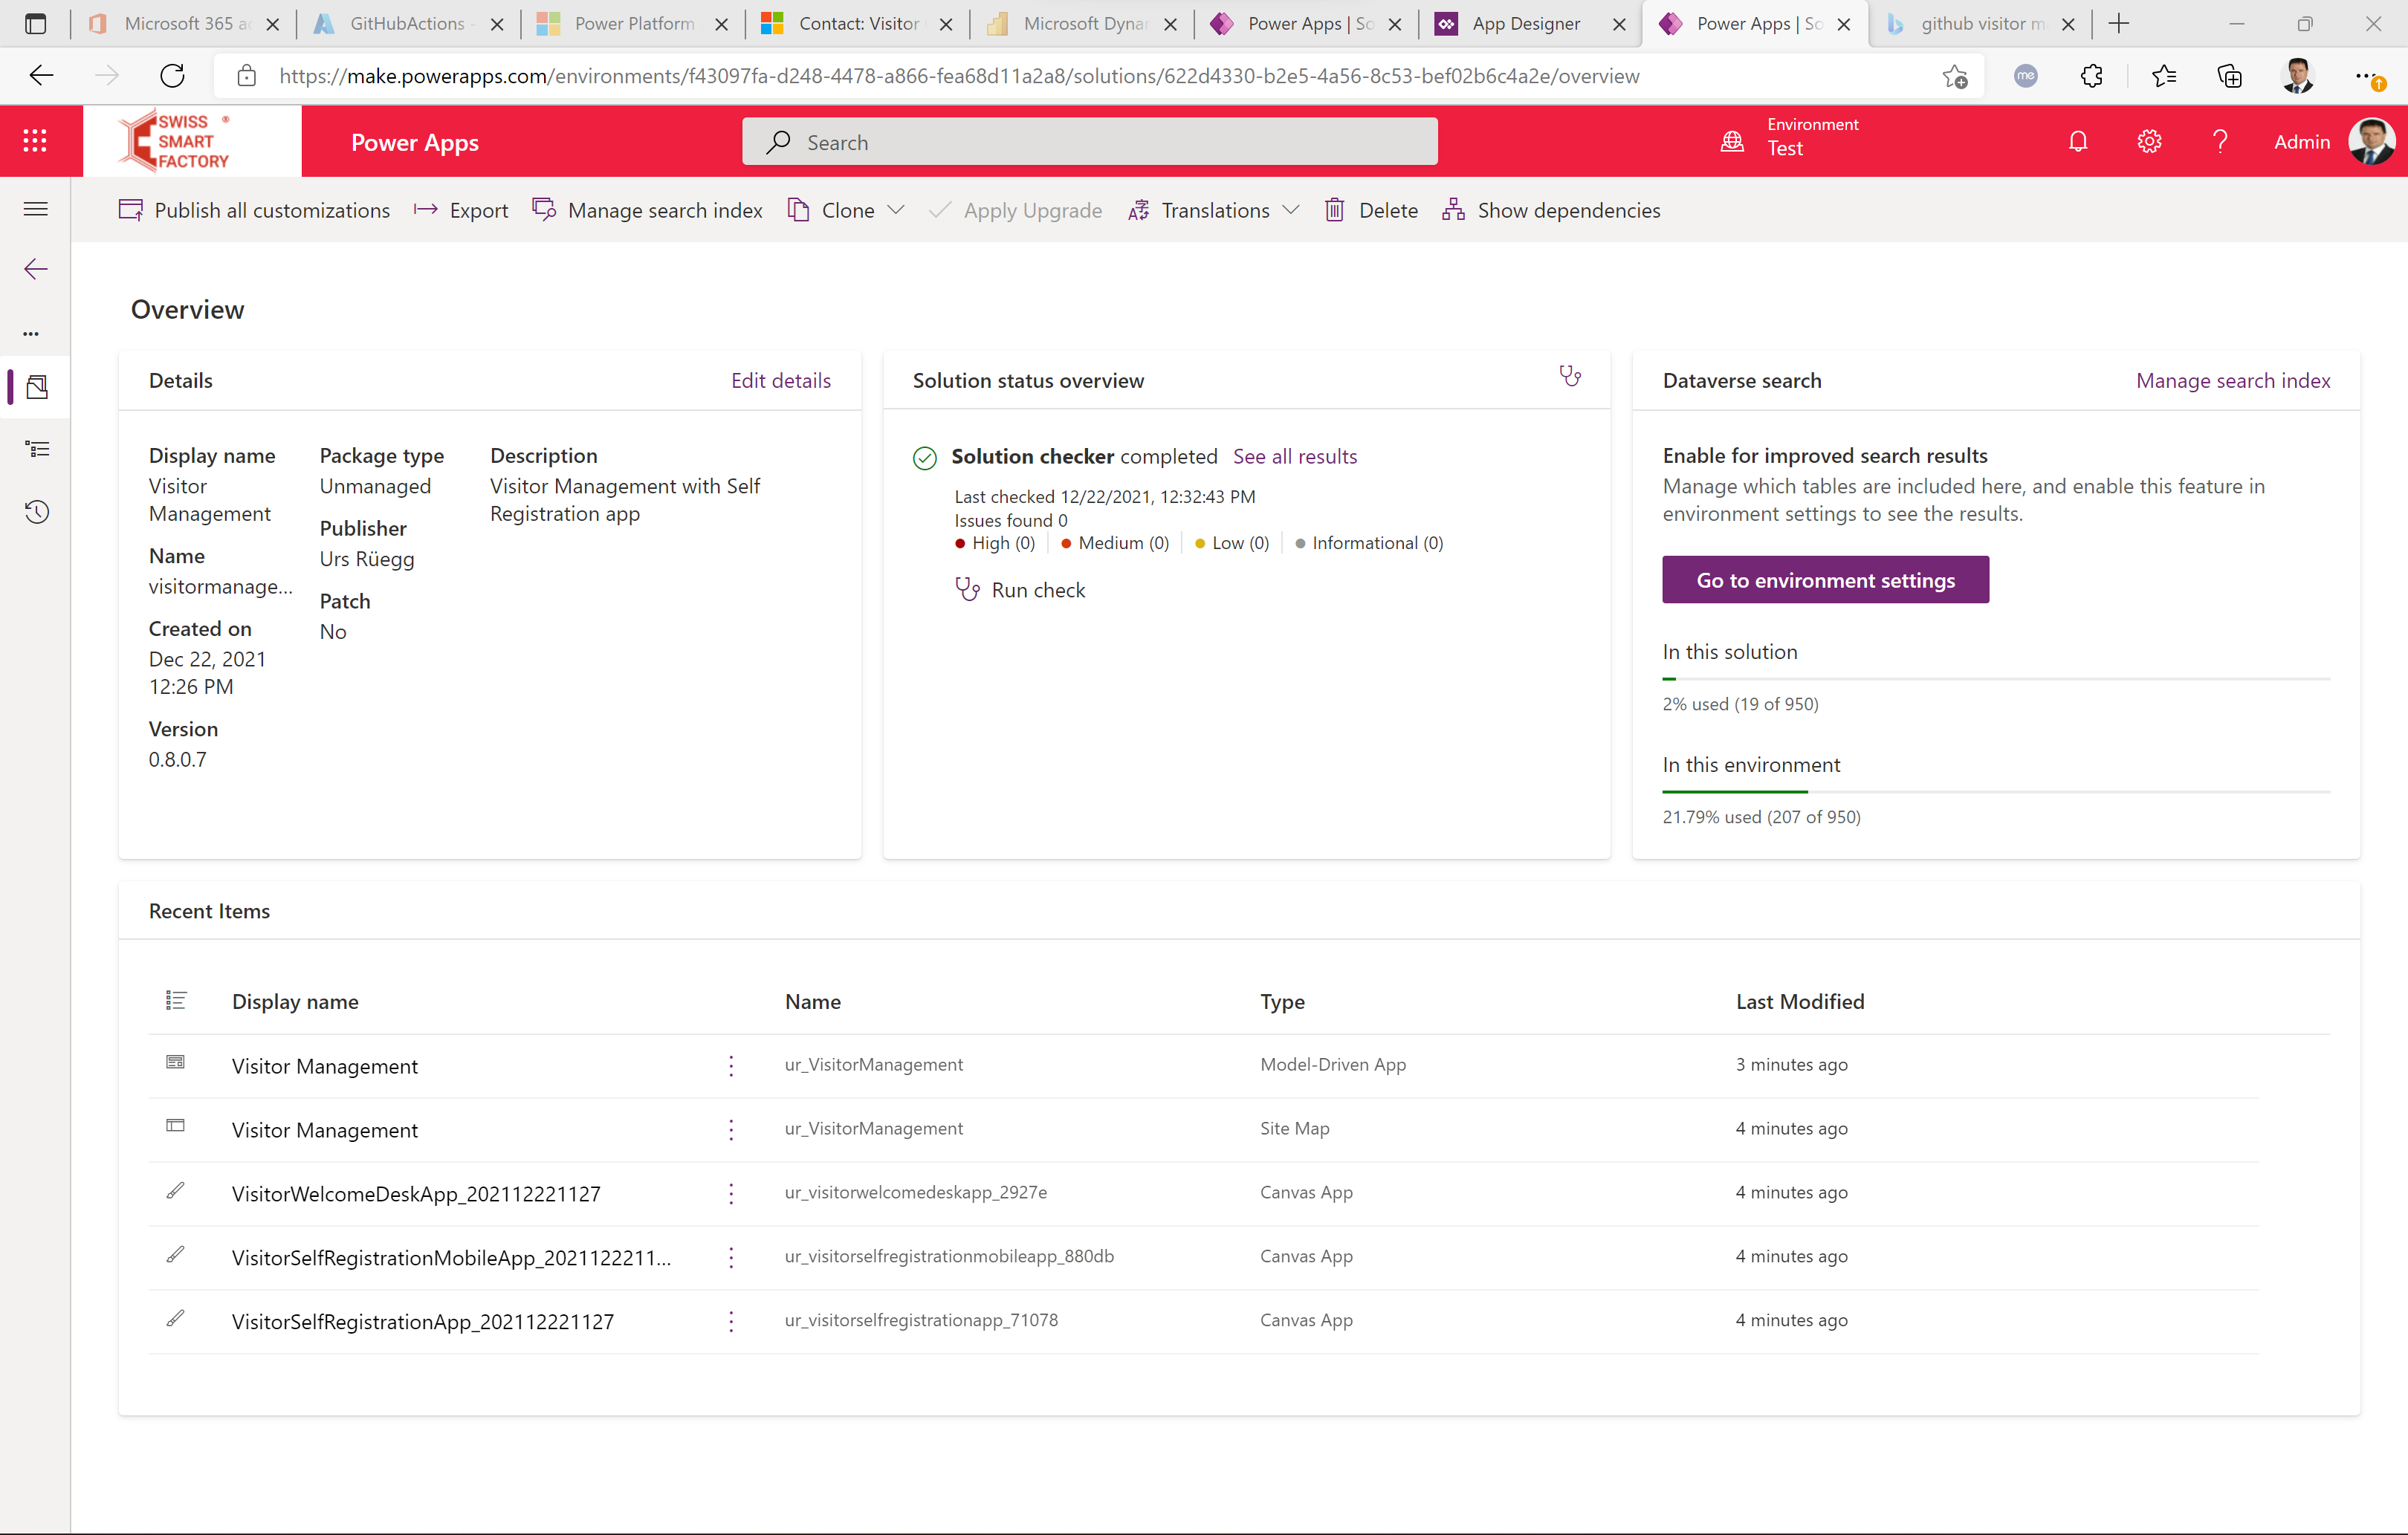 Microsoft 365 ac
GitHubActions -
Power Platform
Contact: Visitor
Microsoft Dynar
Power Apps | So
App Designer
Power Apps | So
github visitor m
https://make.powerapps.com/environments/f43097fa-d248-4478-a866-fea68d11a2a8/solutions/622d4330-b2e5-4a56-8c53-bef02b6c4a2e/overview
me
SWISS ®
SMART
FACTORY
Power Apps
Search
Environment
Test
Admin
Publish all customizations
Export
Manage search index
Clone
Apply Upgrade
Translations
Delete
Show dependencies
Overview
Details
Edit details
Display name
Visitor
Management
Name
visitormanage...
Created on
Dec 22, 2021
12:26 PM
Version
0.8.0.7
Package type
Unmanaged
Publisher
Urs Rüegg
Patch
No
Description
Visitor Management with Self
Registration app
Solution status overview
Solution checker completed See all results
Last checked 12/22/2021, 12:32:43 PM
Issues found 0
High (0) Medium (0) Low (0) Informational (0)
Run check
Dataverse search
Manage search index
Enable for improved search results
Manage which tables are included here, and enable this feature in
environment settings to see the results.
Go to environment settings
In this solution
2% used (19 of 950)
In this environment
21.79% used (207 of 950)
Recent Items
Display name Name Type Last Modified
Visitor Management ur_VisitorManagement Model-Driven App 3 minutes ago
Visitor Management ur_VisitorManagement Site Map 4 minutes ago
VisitorWelcomeDeskApp_202112221127 ur_visitorwelcomedeskapp_2927e Canvas App 4 minutes ago
VisitorSelfRegistrationMobileApp_2021122211... ur_visitorselfregistrationmobileapp_880db Canvas App 4 minutes ago
VisitorSelfRegistrationApp_202112221127 ur_visitorselfregistrationapp_71078 Canvas App 4 minutes ago